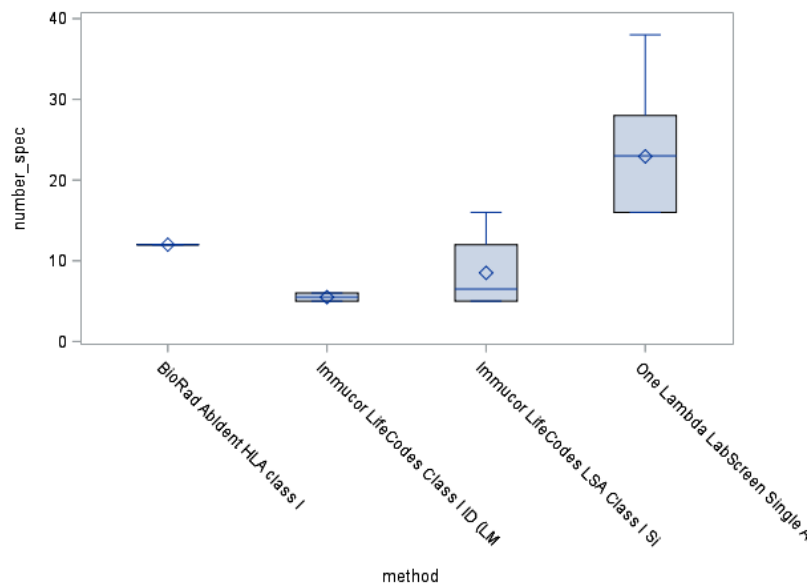 40
30
20
10
0
number_spec
BioRad AbIdent HLA class I
Immucor LifeCodes Class I ID (LM
Immucor LifeCodes LSA Class I Si
One Lambda LabScreen Single A
method